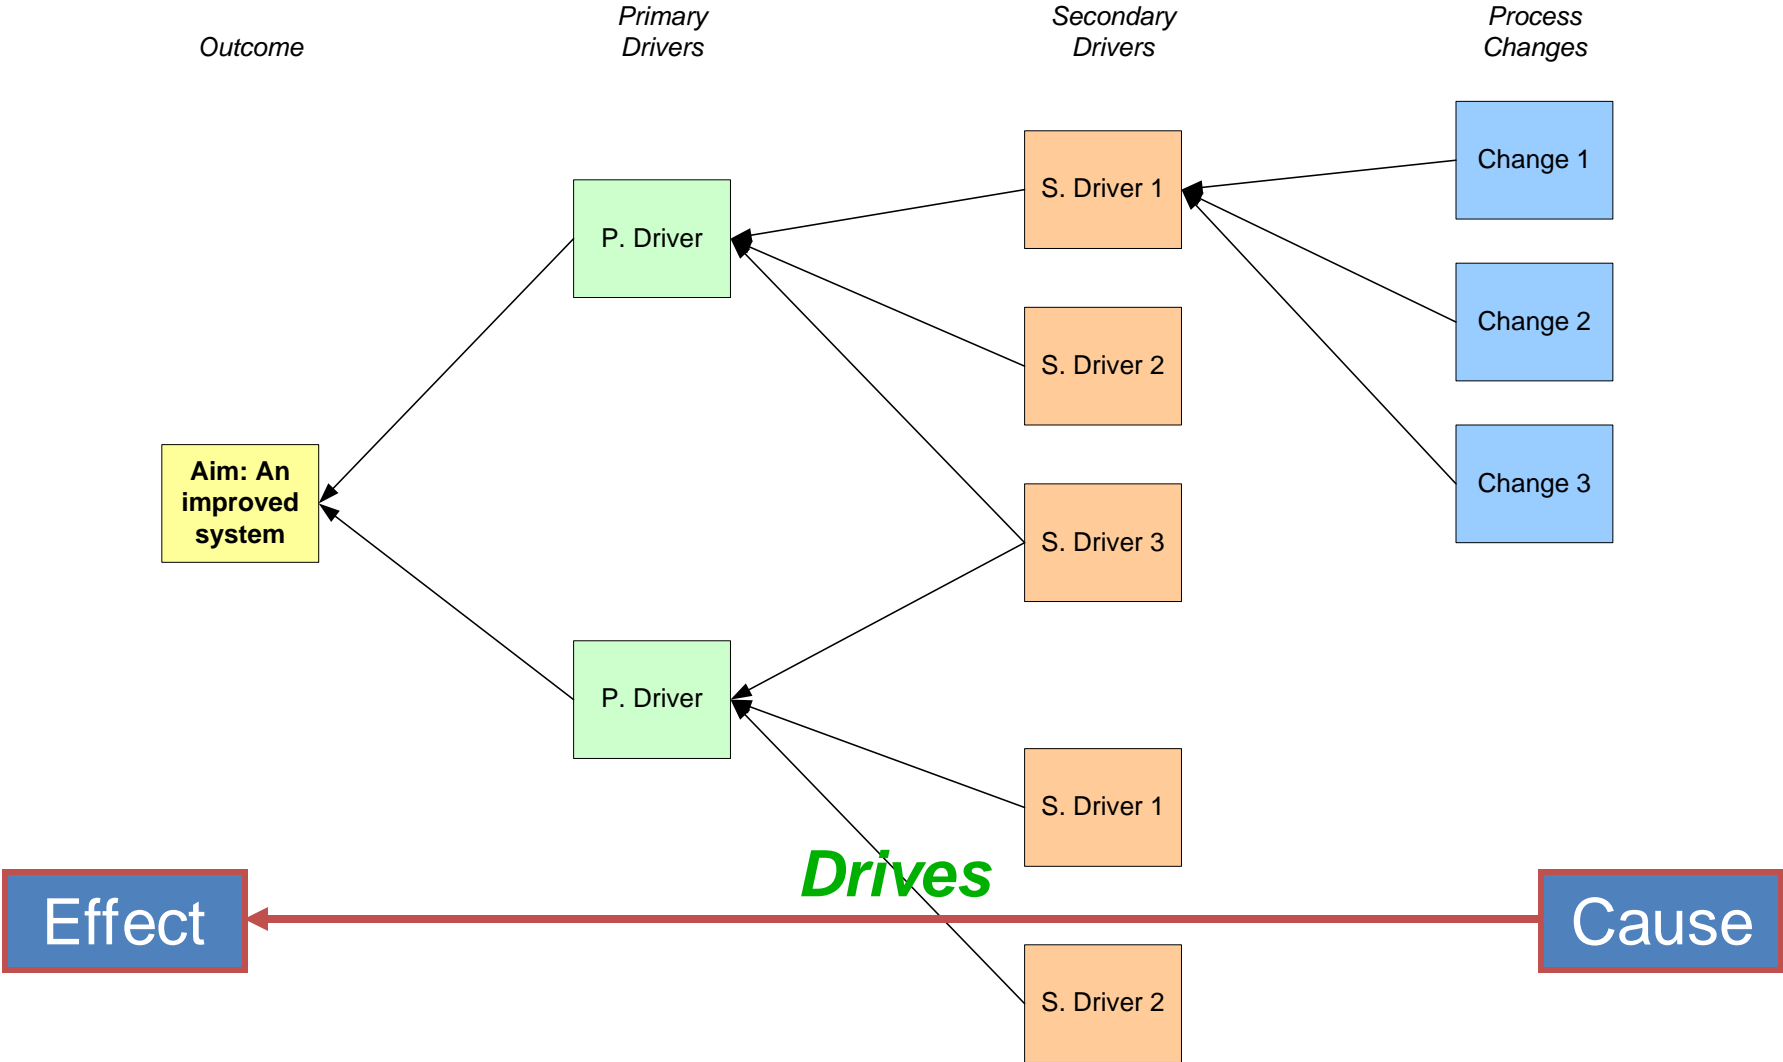 Outcome
Primary
Drivers
Secondary
Drivers
Process
Changes
Change 1
S. Driver 1
P. Driver
Change 2
S. Driver 2
Aim: An
improved
system
Change 3
S. Driver 3
P. Driver
S. Driver 1
Drives
Effect
Cause
S. Driver 2